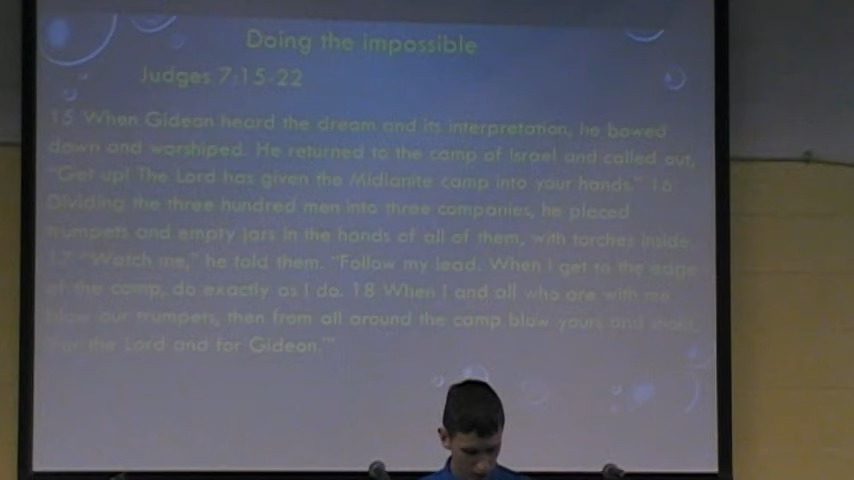 Doing the impossible
Judges 7:15-22
15 When Gideon heard the dream and its interpretation, he bowed
down and worshiped. He returned to the camp of Israel and called out,
"Get up! The Lord has given the Midianite camp into your hands." 16
Dividing the three hundred men into three companies, he placed
trumpets and empty jars in the hands of all of them, with torches inside.
17 "Watch me," he told them. "Follow my lead. When I get to the edge
of the camp, do exactly as I do. 18 When I and all who are with me
blow our trumpets, then from all around the camp blow yours and shout,
'For the Lord and for Gideon.'"